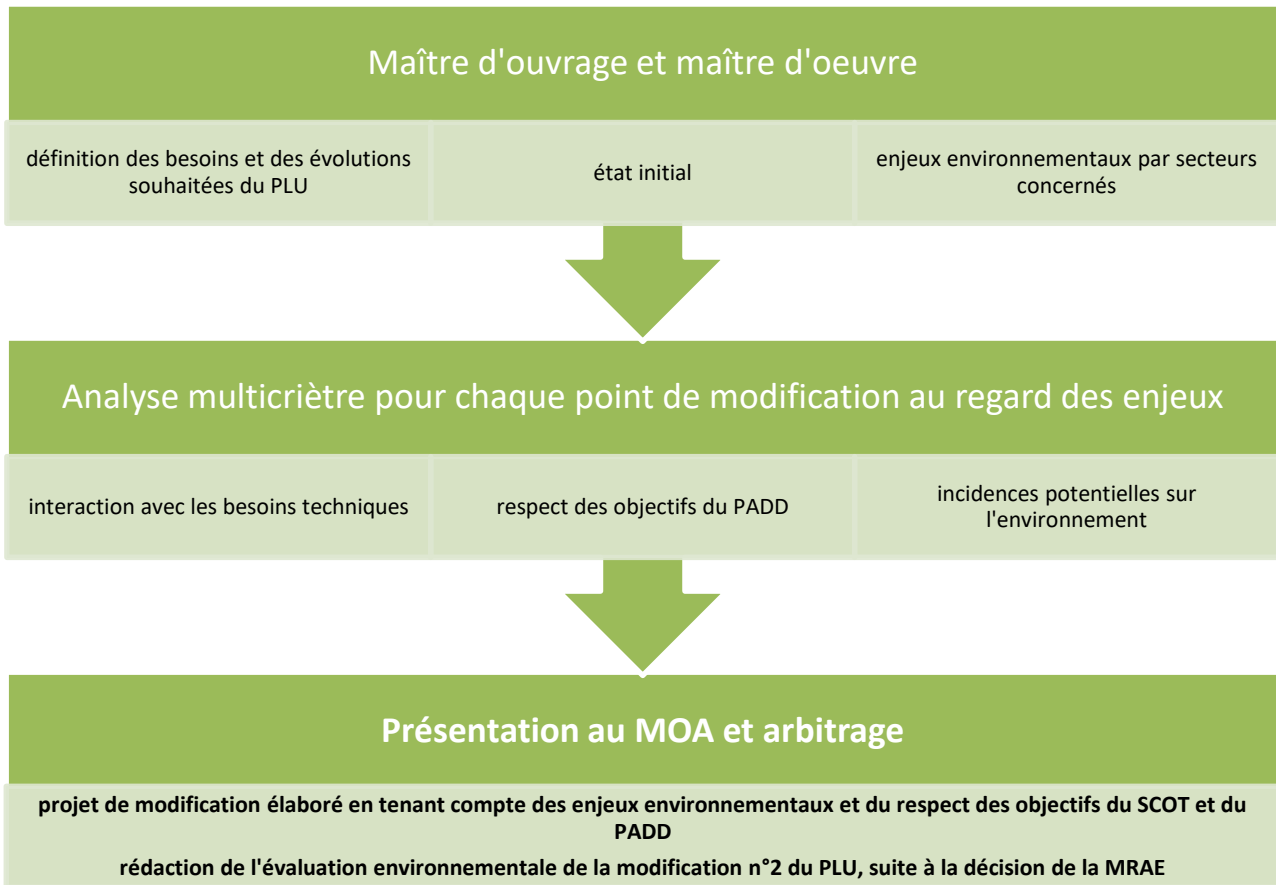 Maître d'ouvrage et maître d'oeuvre
définition des besoins et des évolutions
souhaitées du PLU
état initial
enjeux environnementaux par secteurs
concernés
Analyse multicriètre pour chaque point de modification au regard des enjeux
interaction avec les besoins techniques
respect des objectifs du PADD
incidences potentielles sur
l'environnement
Présentation au MOA et arbitrage
projet de modification élaboré en tenant compte des enjeux environnementaux et du respect des objectifs du SCOT et du
PADD
rédaction de l'évaluation environnementale de la modification n°2 du PLU, suite à la décision de la MRAE